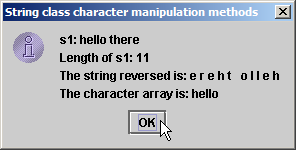 String class character manipulation methods
s1: hello there
Length of s1: 11
The string reversed is: e r e h t   o l l e h
The character array is: hello
OK